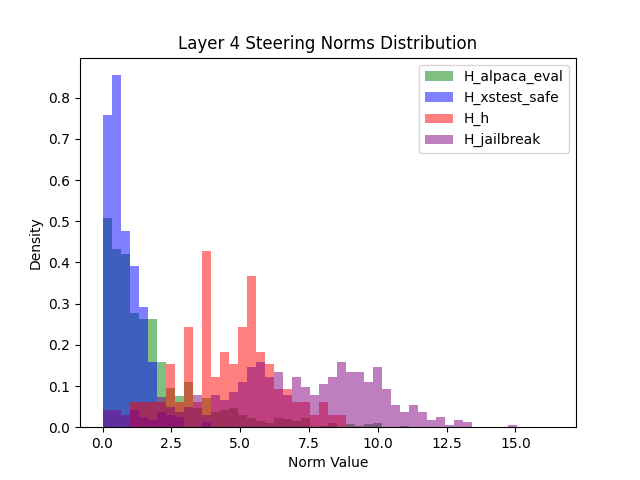 Layer 4 Steering Norms Distribution
H_alpaca_eval
H_xstest_safe
H_h
H_jailbreak
Density
0.8
0.7
0.6
0.5
0.4
0.3
0.2
0.1
0.0
0.0 2.5 5.0 7.5 10.0 12.5 15.0
Norm Value